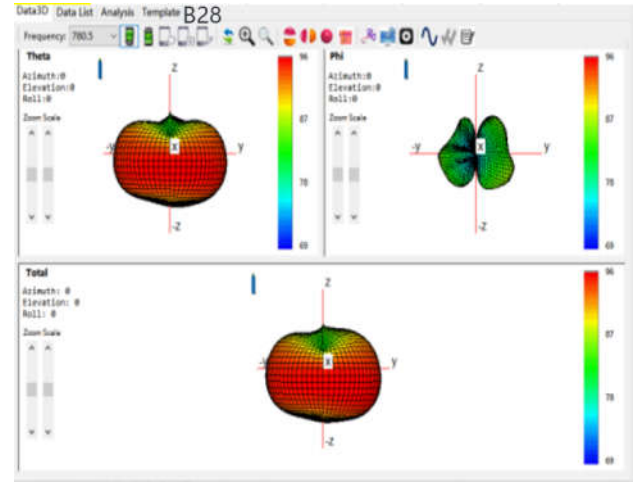 Data3D Data List Analysis Template B28
Frequency: 780.5
Theta
Azimuth:0
Elevation:0
Roll:0
Zoom Scale
Z
-y
X
y
-Z
96
87
78
69
Phi
Azimuth:0
Elevation:0
Roll:0
Zoom Scale
Z
-y
X
y
-Z
96
87
78
69
Total
Azimuth: 0
Elevation: 0
Roll: 0
Zoom Scale
Z
-y
X
y
-Z
96
87
78
69